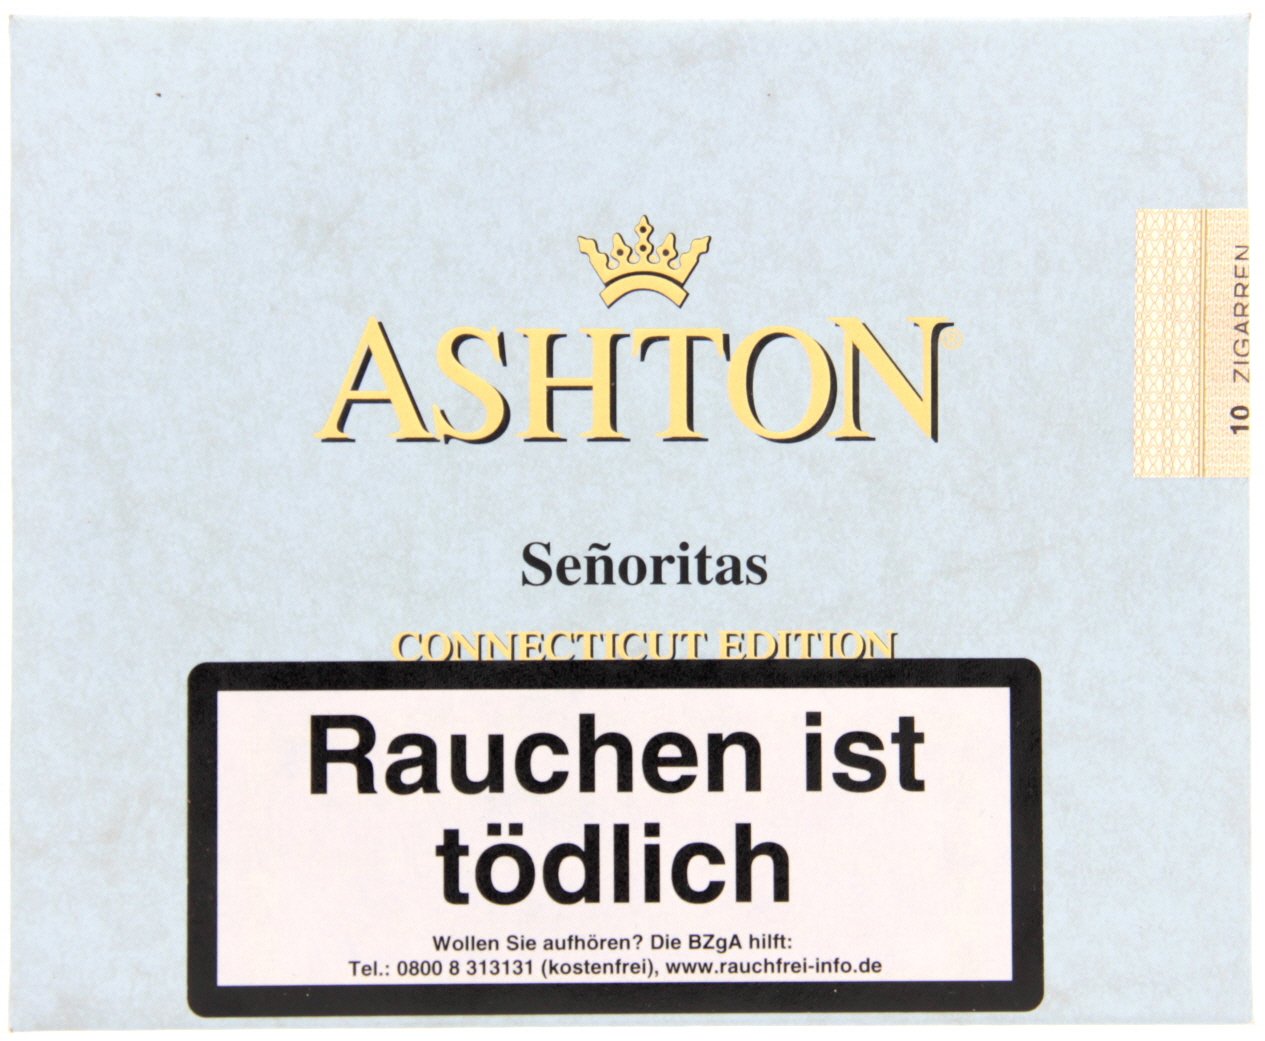 ASHTON®
10 ZIGARREN
Señoritas
CONNECTICUT EDITION
Rauchen ist
tödlich
Wollen Sie aufhören? Die BZgA hilft:
Tel.: 0800 8 313131 (kostenfrei), www.rauchfrei-info.de